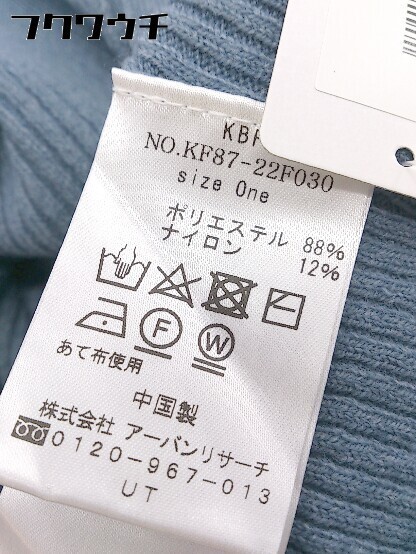 フクウクチ
KBF
NO.KF87-22F030
size One
ポリエステル 88%
ナイロン 12%
F W
あて布使用
中国製
株式会社 アーバンリサーチ
0120-967-013
UT